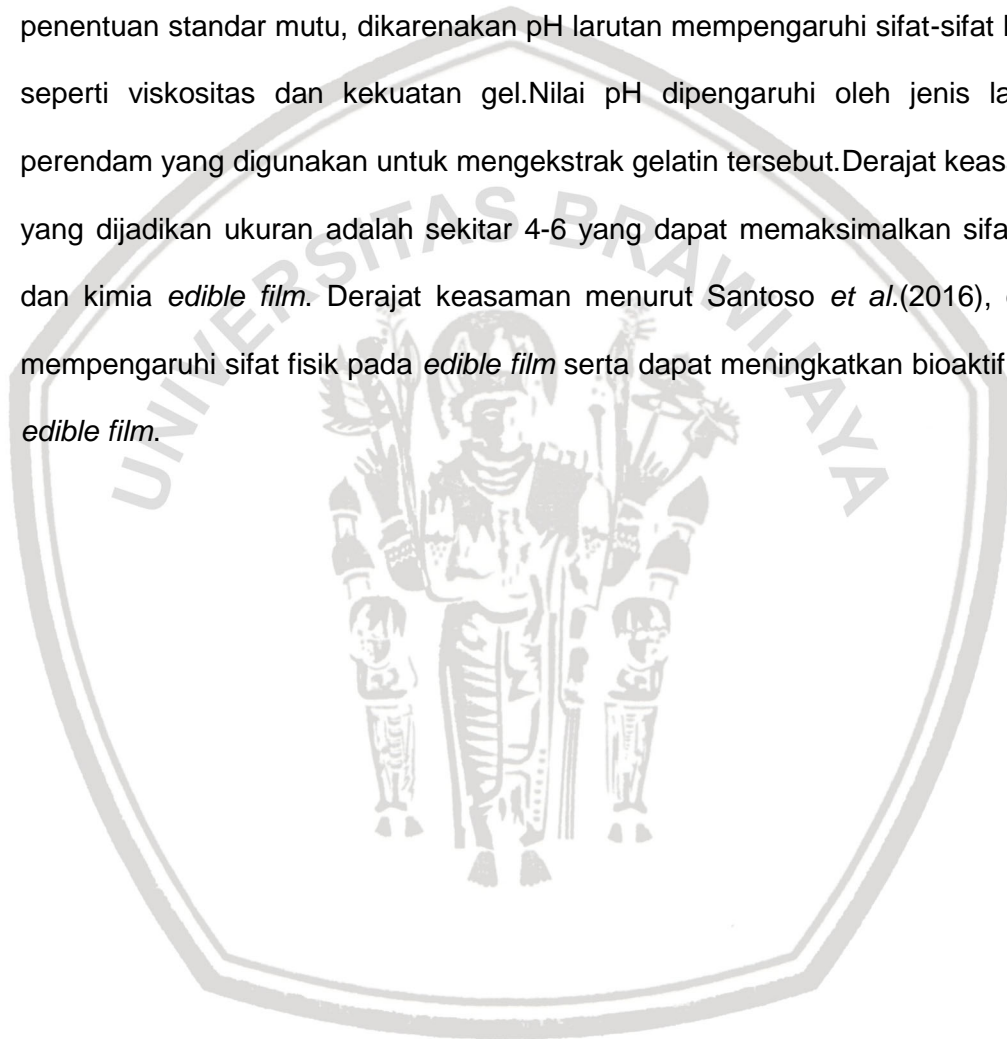 penentuan standar mutu, dikarenakan pH larutan mempengaruhi sifat-sifat
seperti viskositas dan kekuatan gel.Nilai pH dipengaruhi oleh jenis
perendam yang digunakan untuk mengekstrak gelatin tersebut.Derajat
yang dijadikan ukuran adalah sekitar 4-6 yang dapat memaksimalkan
dan kimia edible film. Derajat keasaman menurut Santoso et al.(2016),
mempengaruhi sifat fisik pada edible film serta dapat meningkatkan bioaktif
edible film.
UNIVERSITAS BRAWIJAYA